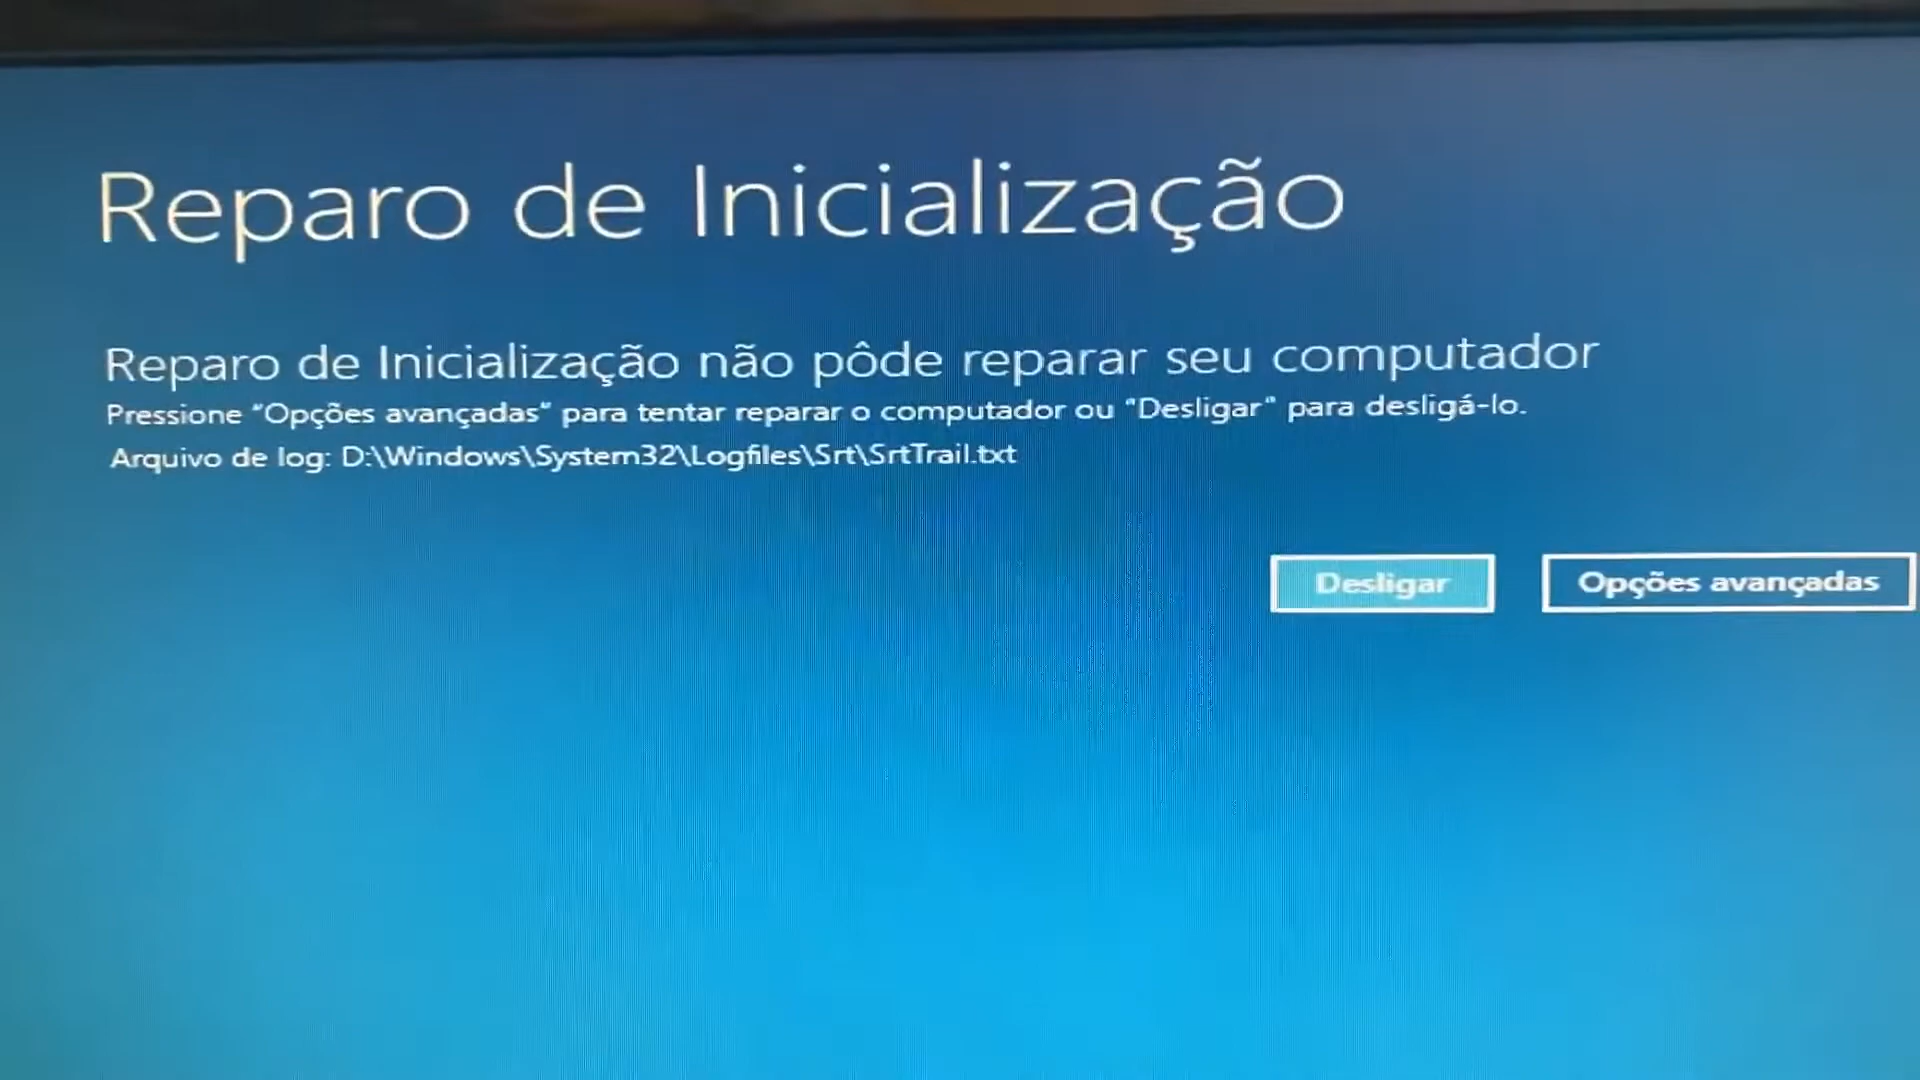 Reparo de Inicialização
Reparo de Inicialização não pôde reparar seu computador
Pressione "Opções avançadas" para tentar reparar o computador ou "Desligar" para desligá-lo.
Arquivo de log: D:\Windows\System32\Logfiles\Srt\SrtTrail.txt
Desligar
Opções avançadas